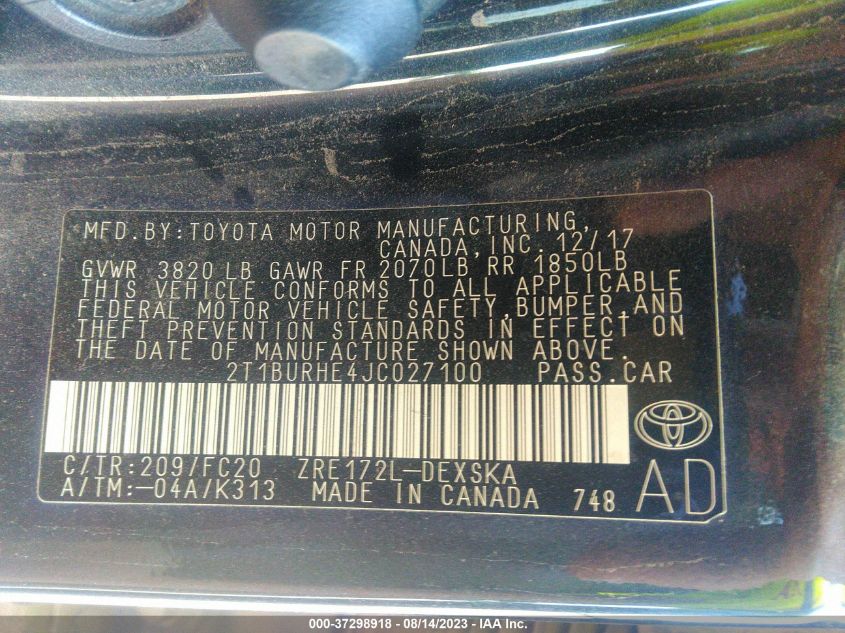 MFD.BY:TOYOTA MOTOR MANUFACTURING,
CANADA, INC. 12/17
GVWR 3820 LB GAWR FR 2070LB RR 1850LB
THIS VEHICLE CONFORMS TO ALL APPLICABLE
FEDERAL MOTOR VEHICLE SAFETY,BUMPER,AND
THEFT PREVENTION STANDARDS IN EFFECT ON
THE DATE OF MANUFACTURE SHOWN ABOVE.
2T1BURHE4JC027100 PASS.CAR
C/TR:209/FC20 ZRE172L-DEXSKA
A/TM:-04A/K313 MADE IN CANADA 748 AD
000-37298918 - 08/14/2023 - IAA Inc.